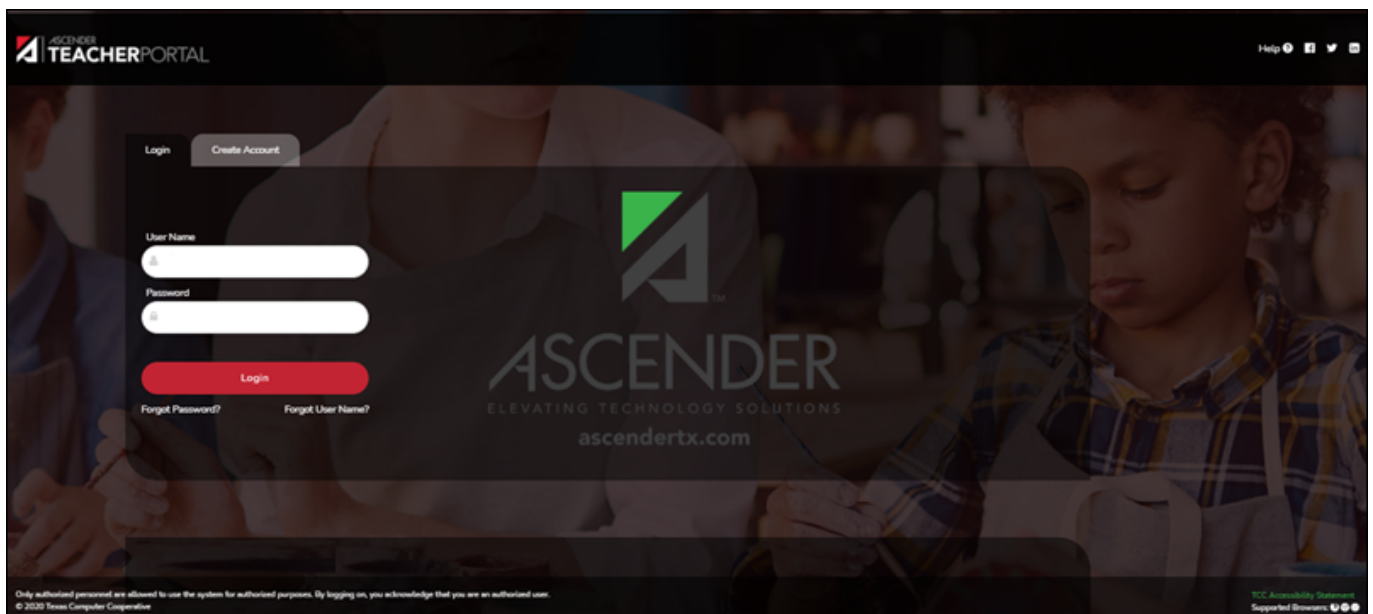 ASCENDER
TEACHERPORTAL
Help
Login
Create Account
User Name
Password
Login
Forgot Password?
Forgot User Name?
TM
ASCENDER
ELEVATING TECHNOLOGY SOLUTIONS
ascendertx.com
Only authorized personnel are allowed to use the system for authorized purposes. By logging on, you acknowledge that you are an authorized user.
© 2020 Texas Computer Cooperative
TCC Accessibility Statement
Supported Browsers: